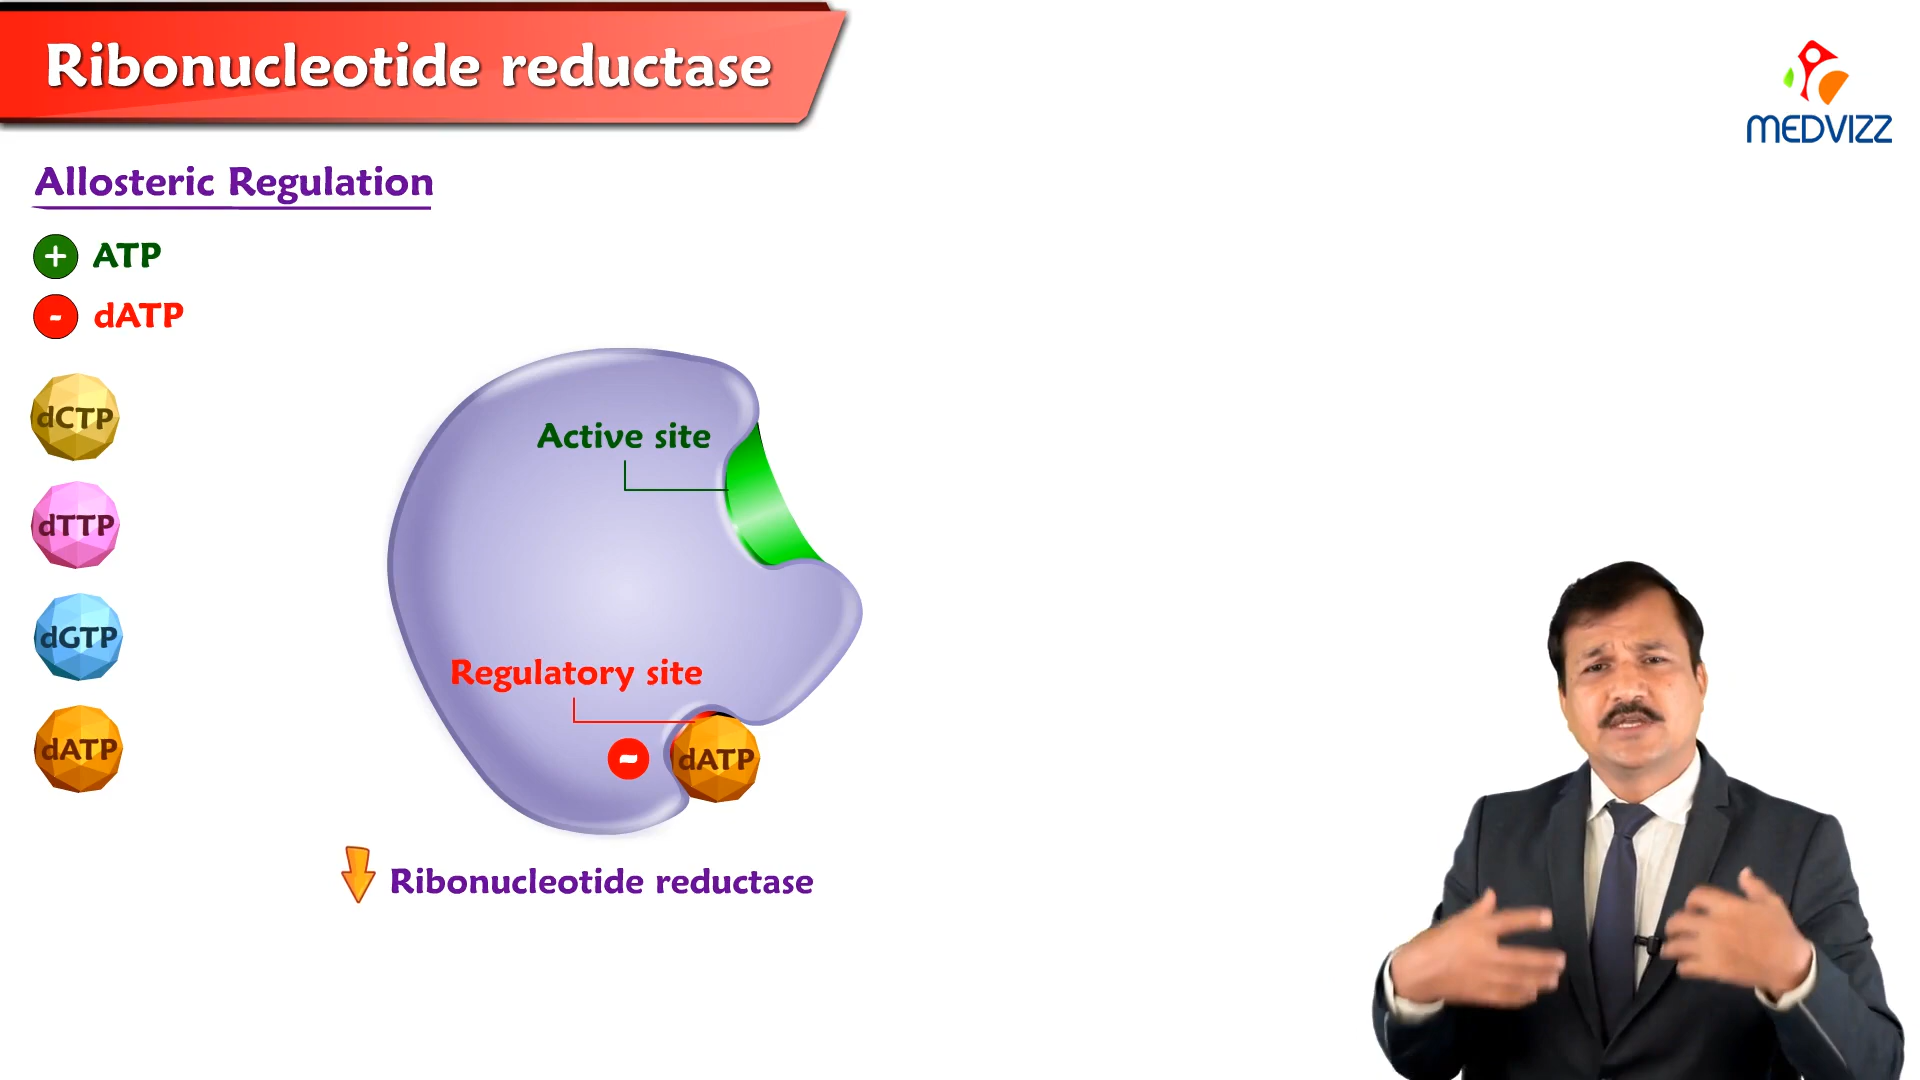 Ribonucleotide reductase
MEDVIZZ
Allosteric Regulation
+ ATP
- dATP
dCTP
dTTP
dGTP
dATP
Active site
Regulatory site
- dATP
Ribonucleotide reductase